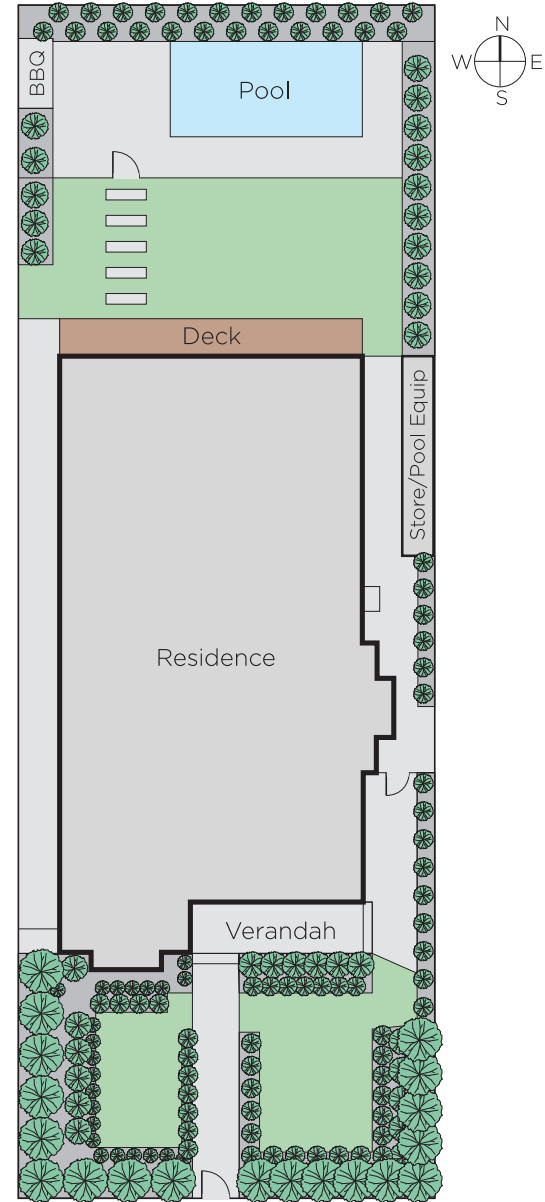 N
W E
S
BBQ
Pool
Deck
Store/Pool Equip
Residence
Verandah